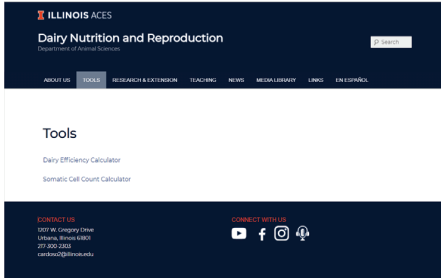 I ILLINOIS ACES
Dairy Nutrition and Reproduction
Department of Animal Sciences
Search
ABOUT US TOOLS RESEARCH & EXTENSION TEACHING NEWS MEDIA LIBRARY LINKS EN ESPAÑOL
Tools
Dairy Efficiency Calculator
Somatic Cell Count Calculator
CONTACT US
1207 W. Gregory Drive
Urbana, Illinois 61801
217-300-2303
cardoso2@illinois.edu
CONNECT WITH US